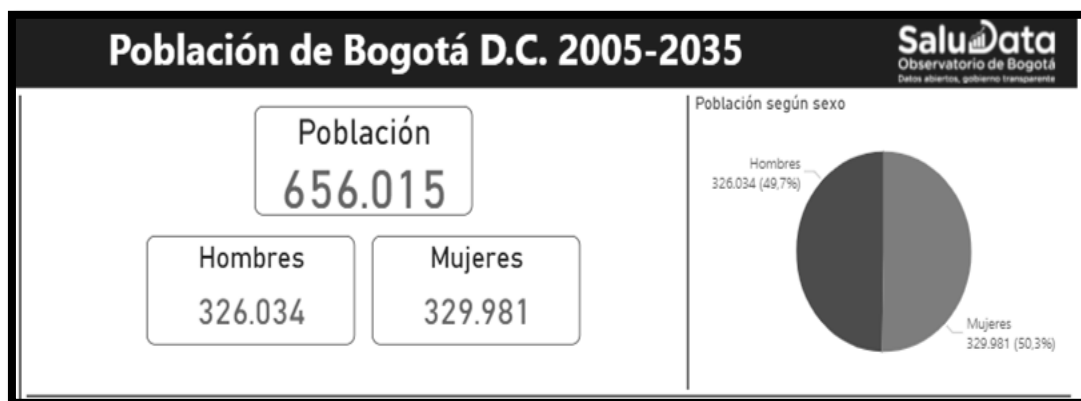 Población de Bogotá D.C. 2005-2035
SaluData
Observatorio de Bogotá
Datos abiertos, gobierno transparente
Población
656.015
Hombres
326.034
Mujeres
329.981
Población según sexo
Hombres
326.034 (49,7%)
Mujeres
329.981 (50,3%)